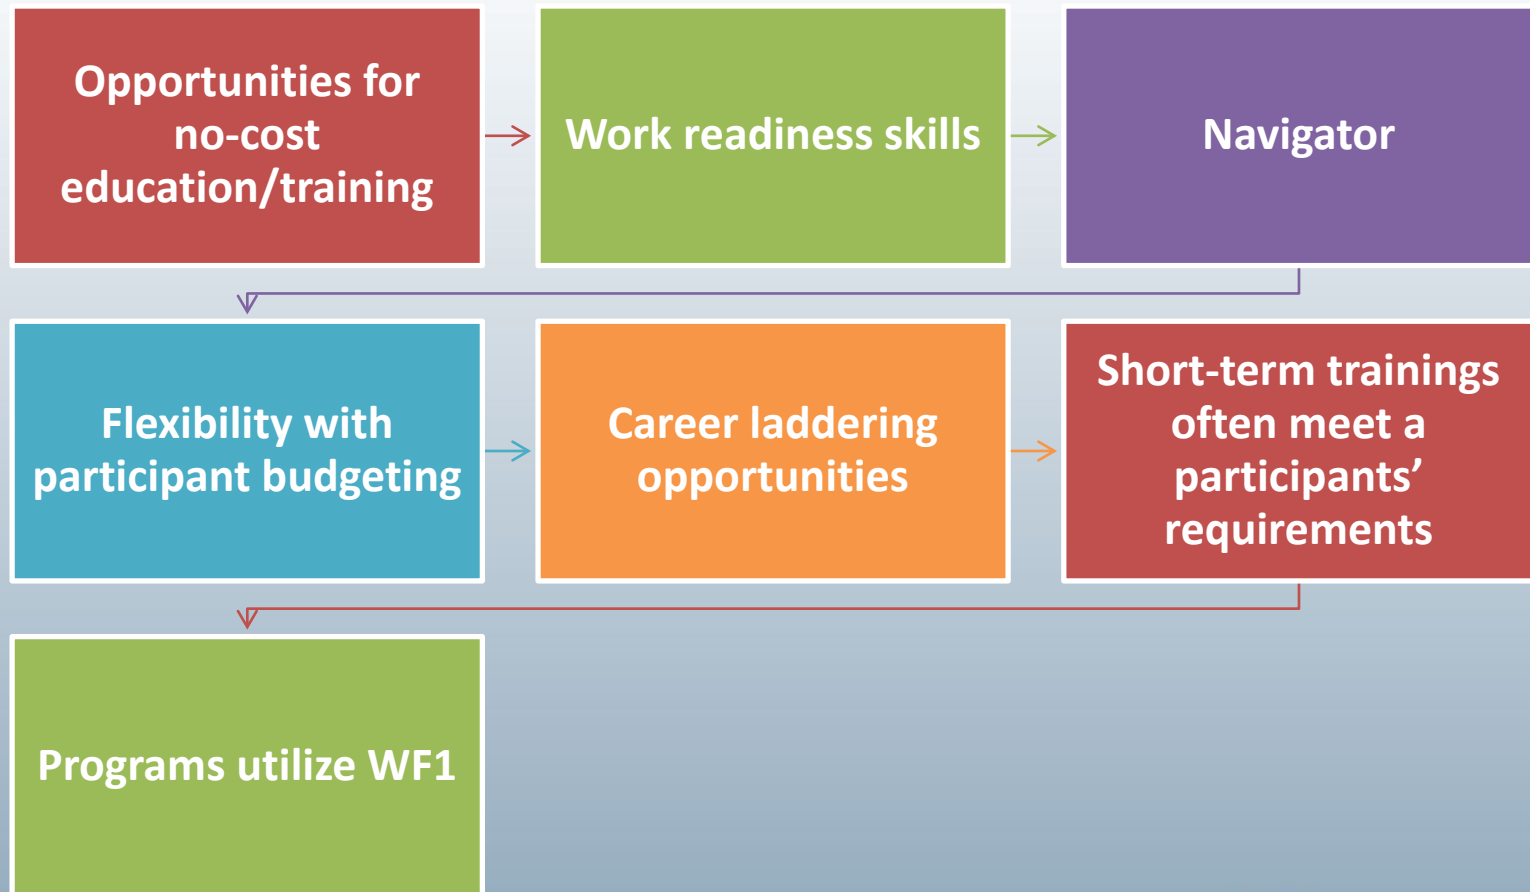 Opportunities for
no-cost
education/training
Work readiness skills
Navigator
Flexibility with
participant budgeting
Career laddering
opportunities
Short-term trainings
often meet a
participants’
requirements
Programs utilize WF1